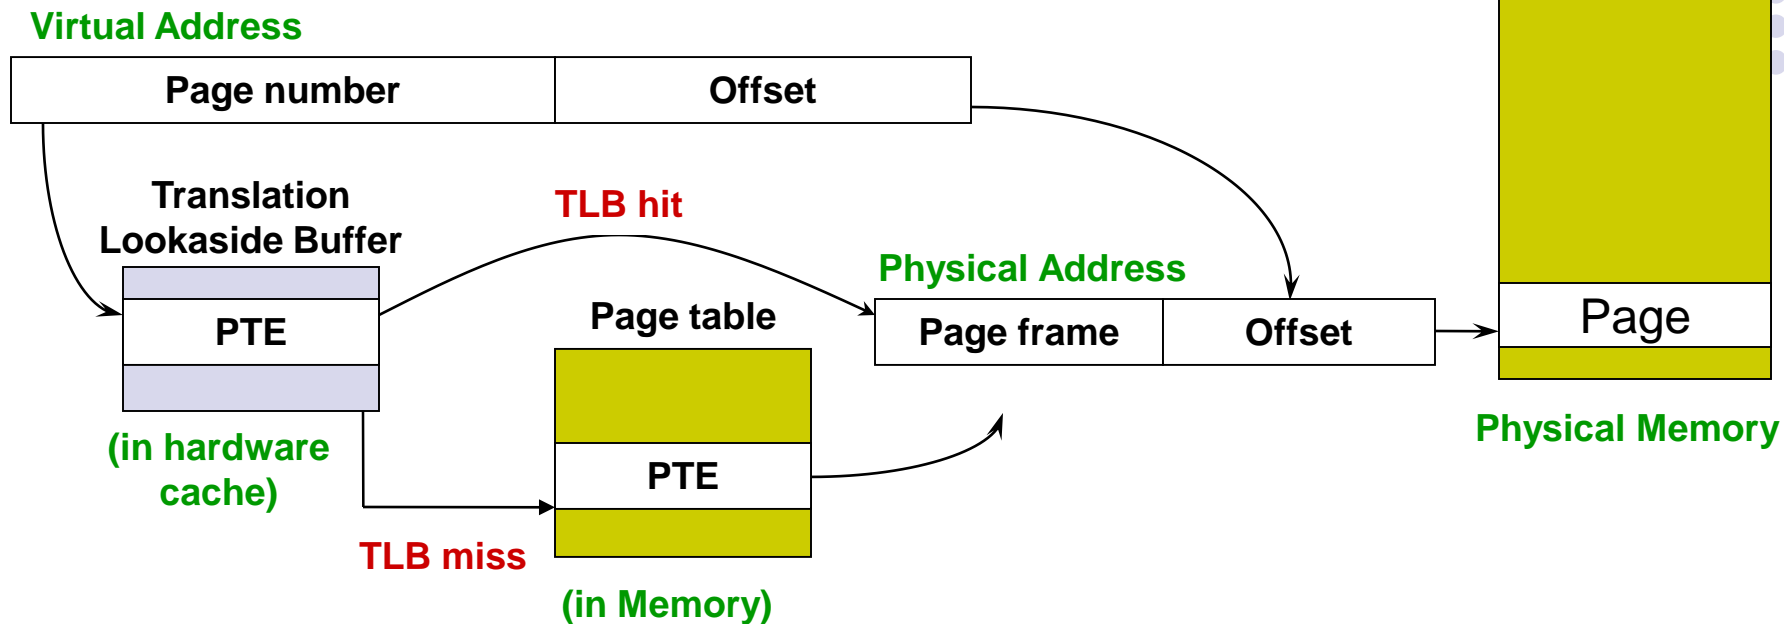 Virtual Address
Page number
Offset
Translation
Lookaside Buffer
TLB hit
Physical Address
PTE
Page table
Page frame
Offset
Page
(in hardware
cache)
PTE
Physical Memory
TLB miss
(in Memory)